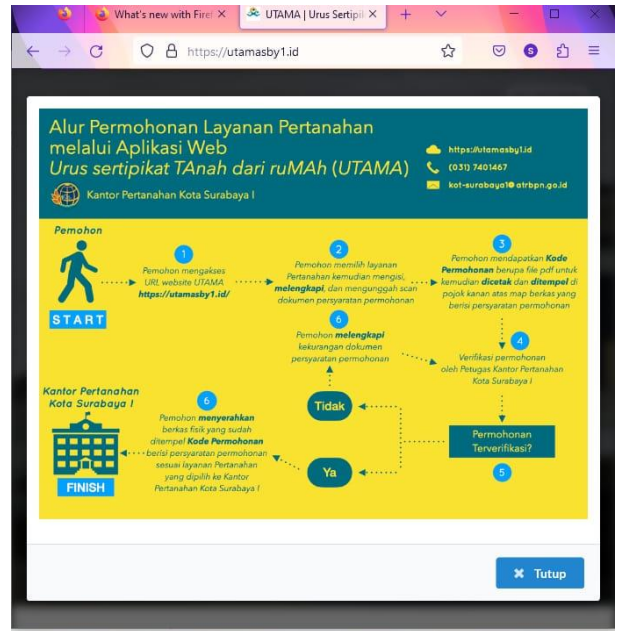 What's new with Firef
UTAMA | Urus Sertipil
https://utamasby1.id
S
Alur Permohonan Layanan Pertanahan
melalui Aplikasi Web
Urus sertipikat TAnah dari ruMAh (UTAMA)
Kantor Pertanahan Kota Surabaya I
https://utamasby1.id
(031) 7401467
kot-surabaya1@atrbpn.go.id
Pemohon
START
1
Pemohon mengakses
URL website UTAMA
https://utamasby1.id/
2
Pemohon memilih layanan
Pertanahan kemudian mengisi,
melengkapi, dan mengunggah scan
dokumen persyaratan permohonan
3
Pemohon mendapatkan Kode
Permohonan berupa file pdf untuk
kemudian dicetak dan ditempel di
pojok kanan atas map berkas yang
berisi persyaratan permohonan
4
Verifikasi permohonan
oleh Petugas Kantor Pertanahan
Kota Surabaya I
Permohonan
Terverifikasi?
5
6
Pemohon melengkapi
kekurangan dokumen
persyaratan permohonan
Tidak
Ya
6
Pemohon menyerahkan
berkas fisik yang sudah
ditempel Kode Permohonan
berisi persyaratan permohonan
sesuai layanan Pertanahan
yang dipilih ke Kantor
Pertanahan Kota Surabaya I
Kantor Pertanahan
Kota Surabaya I
FINISH
Tutup